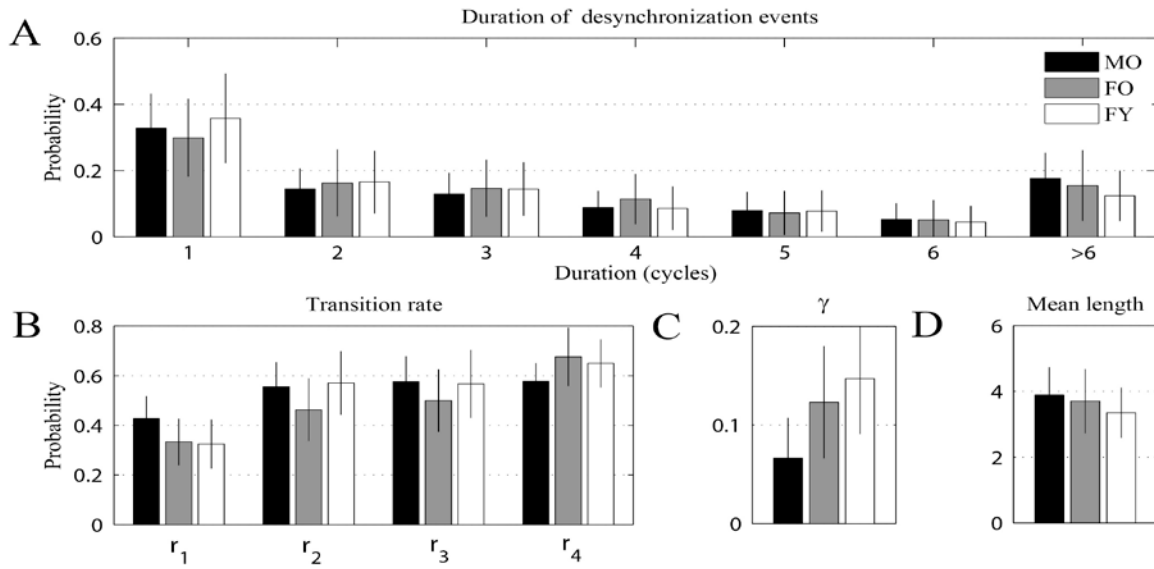 A
Duration of desynchronization events
Probability
0.6
0.4
0.2
0
MO
FO
FY
1 2 3 4 5 6 >6
Duration (cycles)
B
Transition rate
Probability
0.8
0.6
0.4
0.2
0
r1 r2 r3 r4
C
γ
0.2
0.1
0
D
Mean length
6
4
2
0